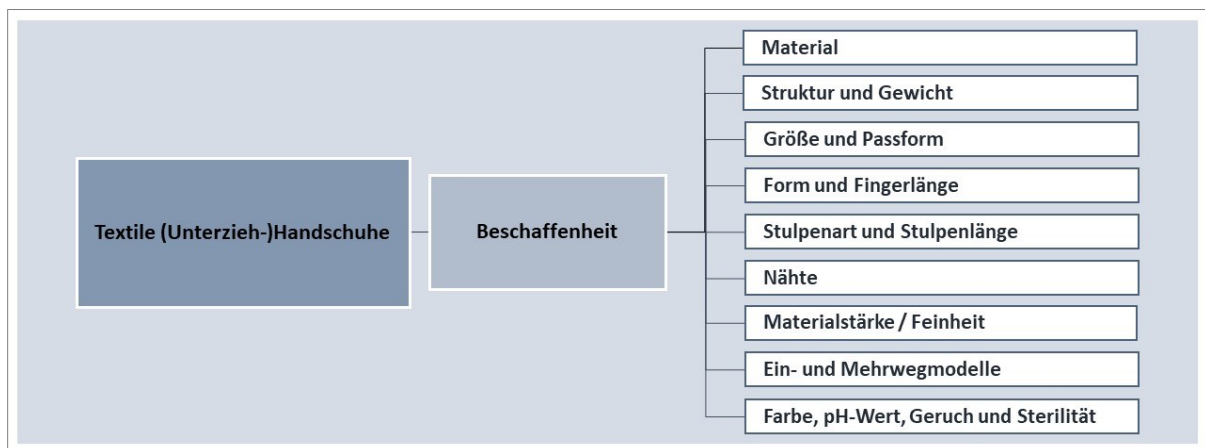 Textile (Unterzieh-)Handschuhe
Beschaffenheit
Material
Struktur und Gewicht
Größe und Passform
Form und Fingerlänge
Stulpenart und Stulpenlänge
Nähte
Materialstärke / Feinheit
Ein- und Mehrwegmodelle
Farbe, pH-Wert, Geruch und Sterilität